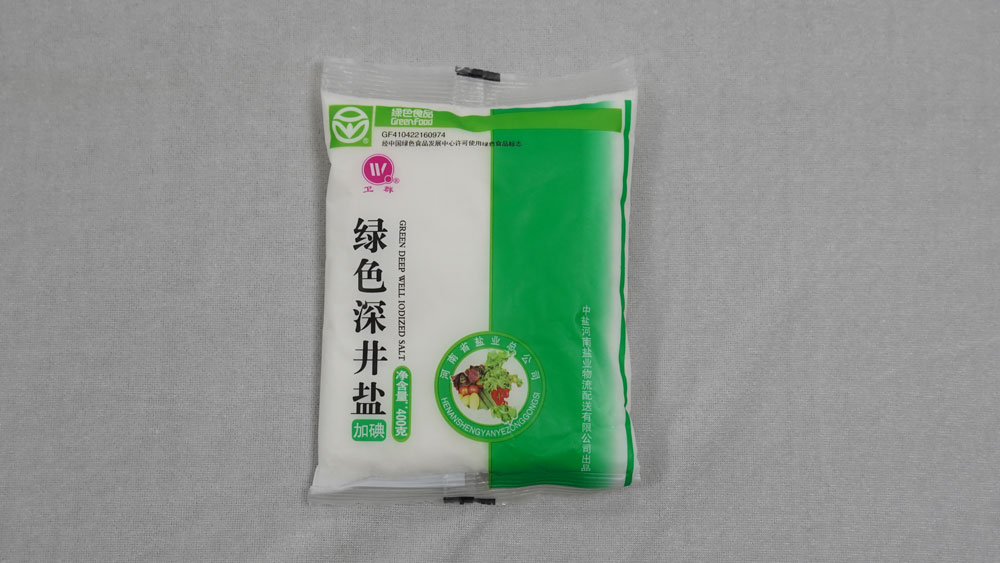 绿色食品
GreenFood
GF410422160974
经中国绿色食品发展中心许可使用绿色食品标志
W
®
卫群
绿色深井盐
GREEN DEEP WELL IODIZED SALT
加碘
净含量:400克
河南省盐业总公司
HENANSHENGYANYEZONGGONGSI
中盐河南盐业物流配送有限公司出品